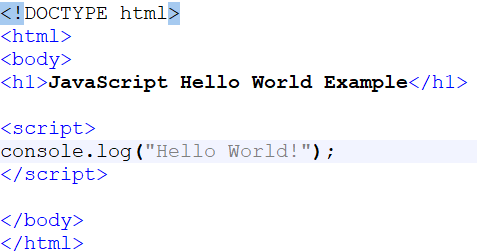 <!DOCTYPE html>
<html>
<body>
<h1>JavaScript Hello World Example</h1>
<script>
console.log("Hello World!");
</script>
</body>
</html>